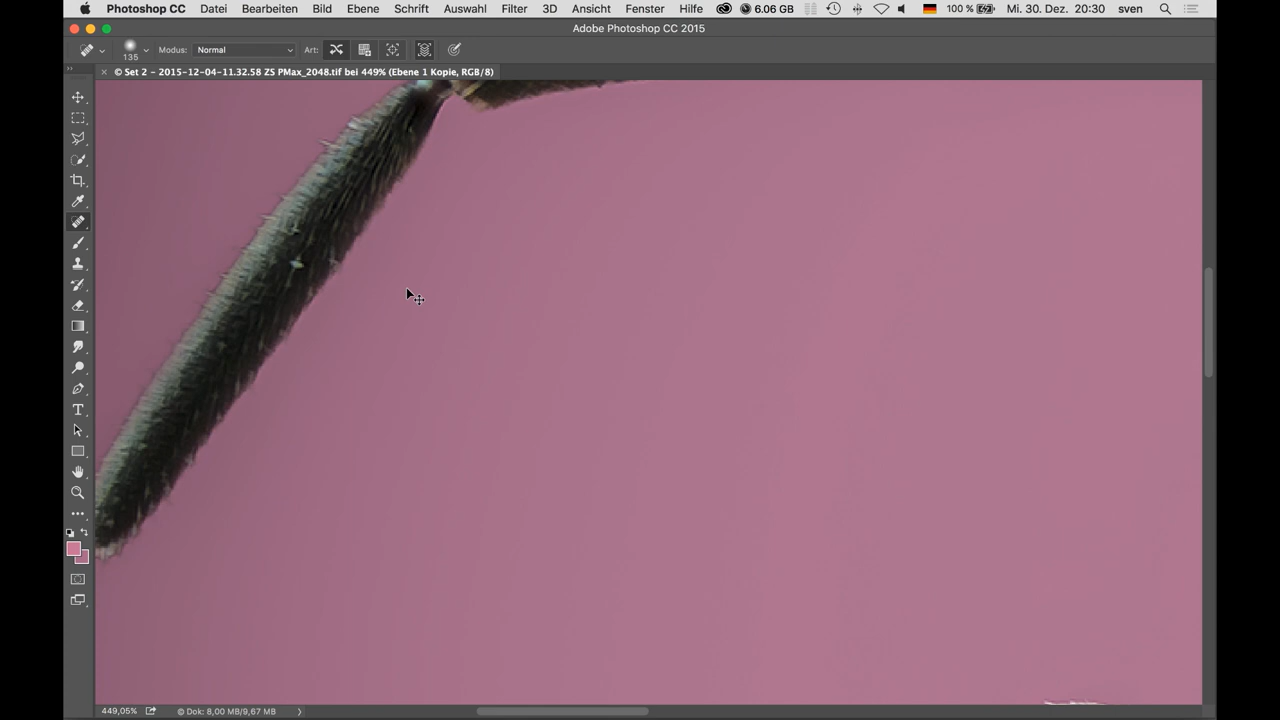 Photoshop CC Datei Bearbeiten Bild Ebene Schrift Auswahl Filter 3D Ansicht Fenster Hilfe 6.06 GB 100 % Mi. 30. Dez. 20:30 sven
Adobe Photoshop CC 2015
135 Modus: Normal Art:
× © Set 2 - 2015-12-04-11.32.58 ZS PMax_2048.tif bei 449% (Ebene 1 Kopie, RGB/8)
T
449,05% © Dok: 8,00 MB/9,67 MB